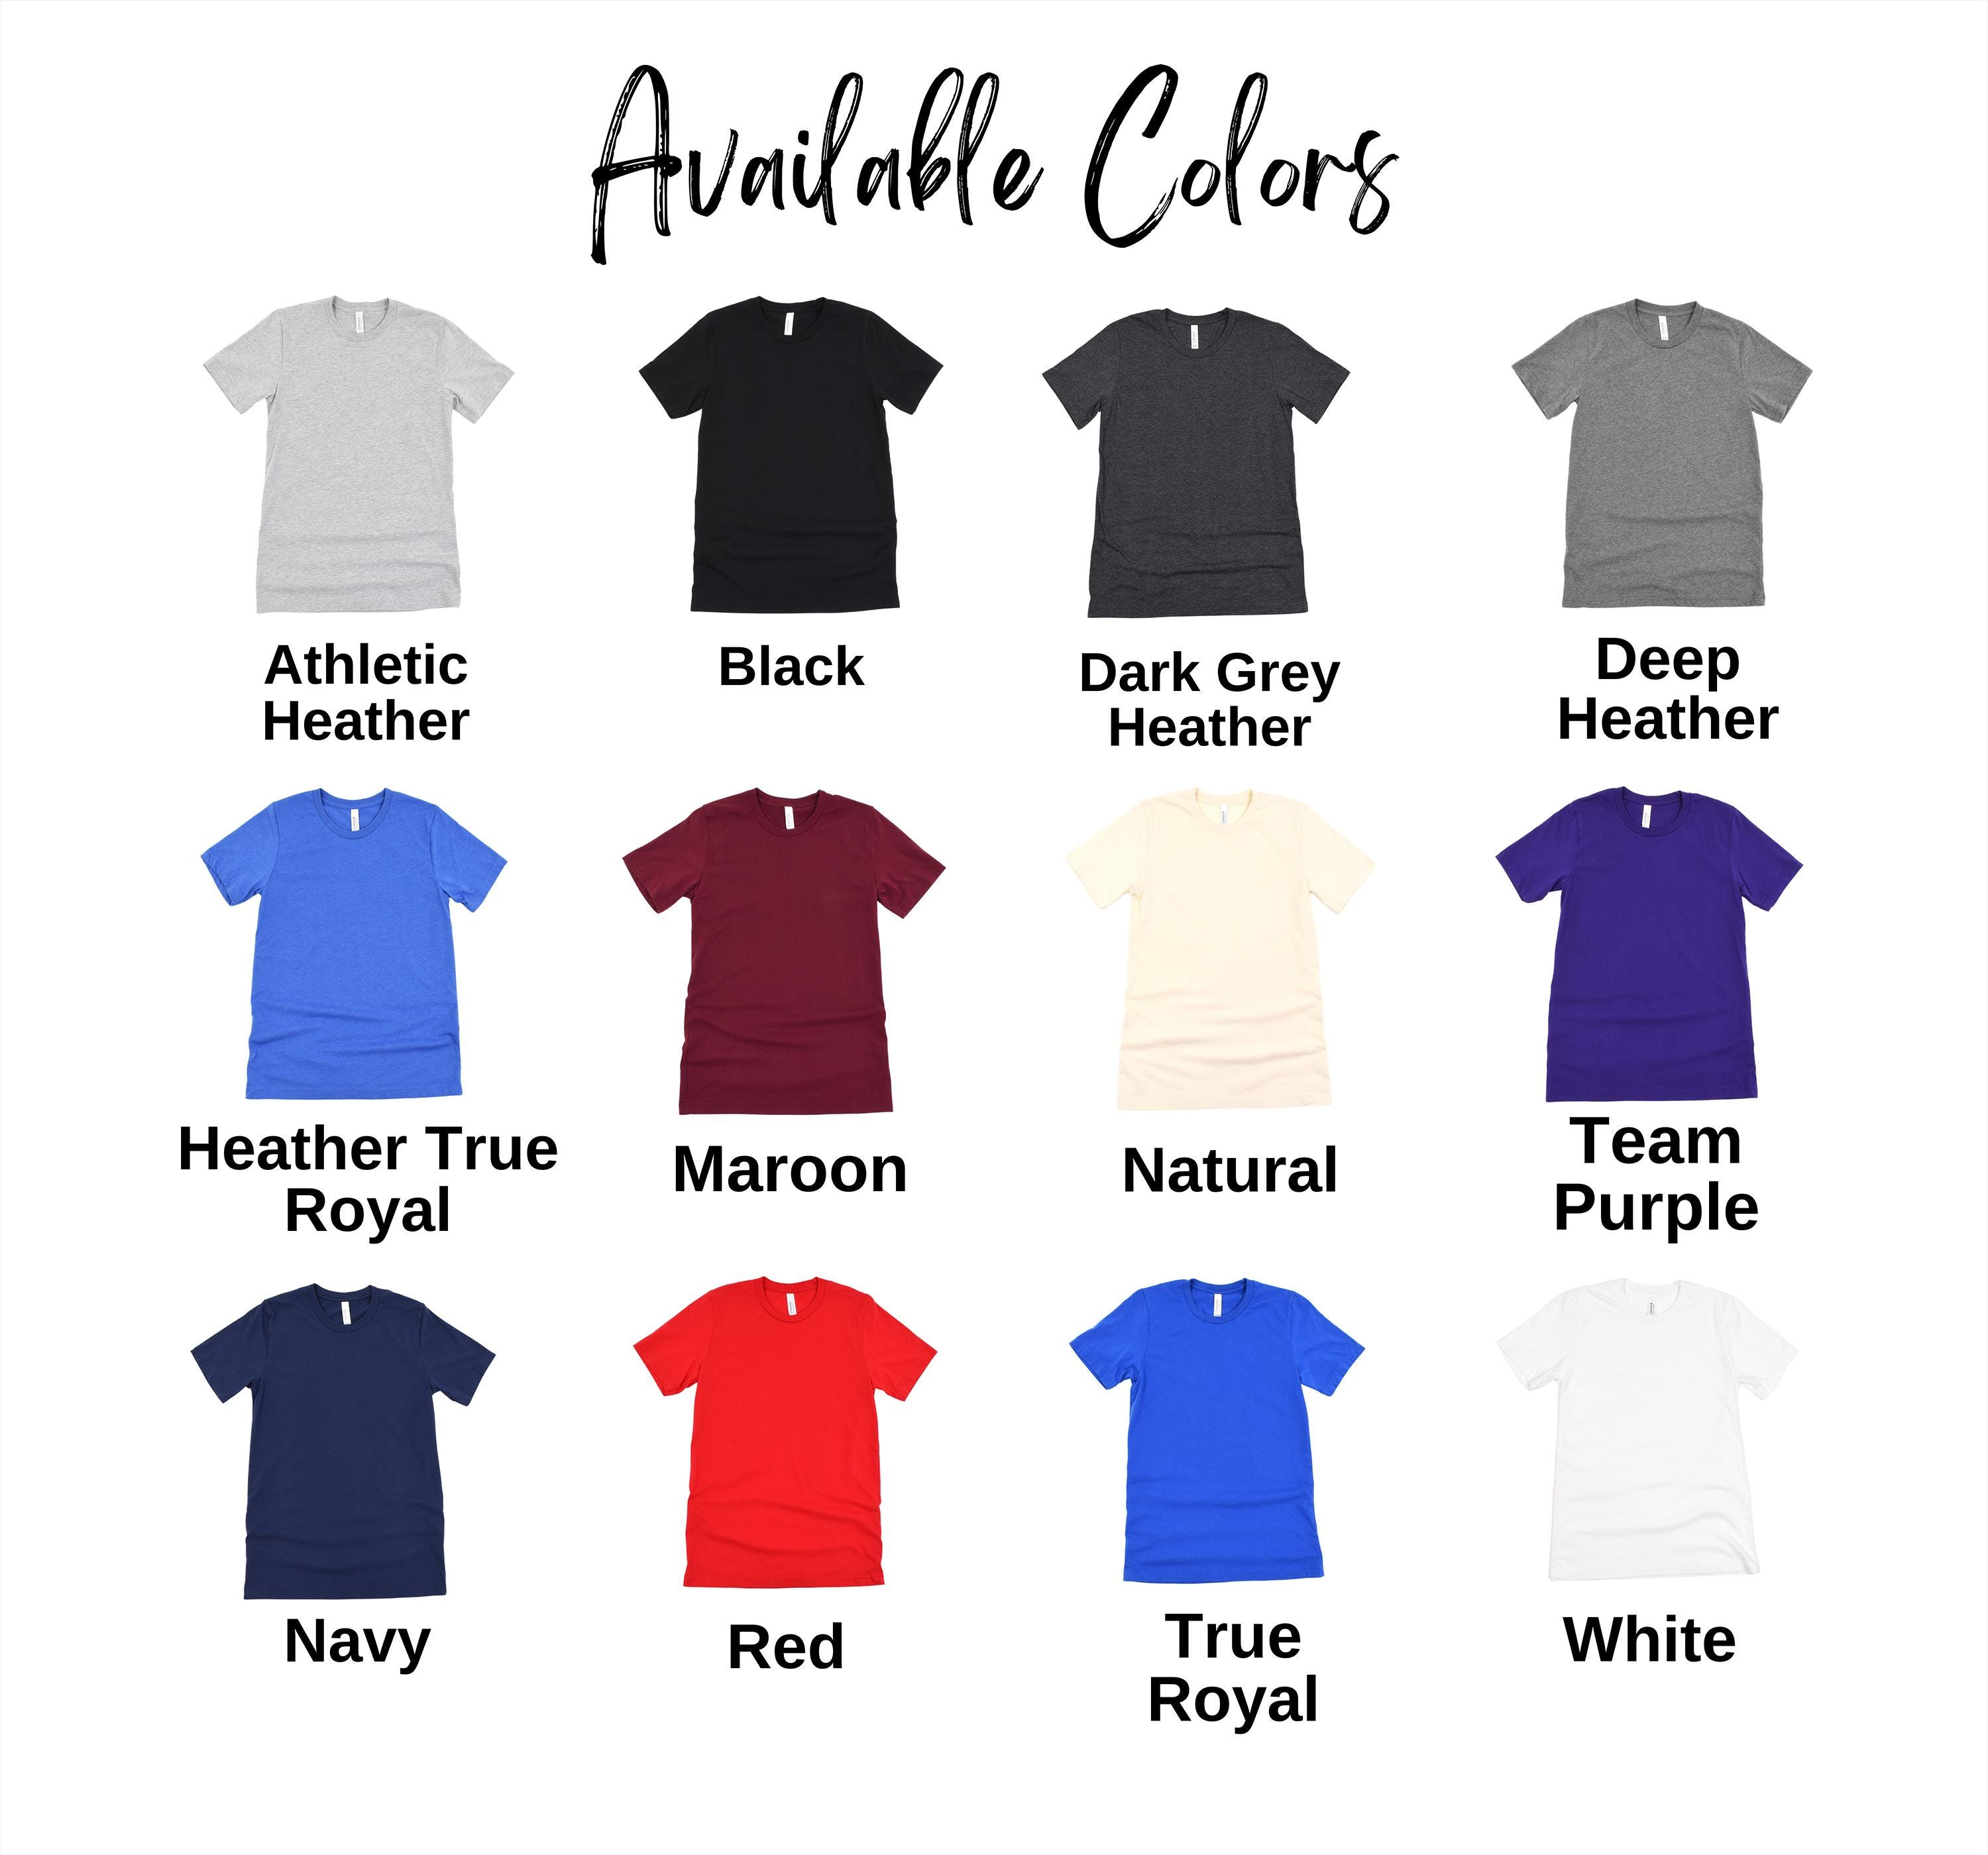 Available Colors
Athletic
Heather
Black
Dark Grey
Heather
Deep
Heather
Heather True
Royal
Maroon
Natural
Team
Purple
Navy
Red
True
Royal
White